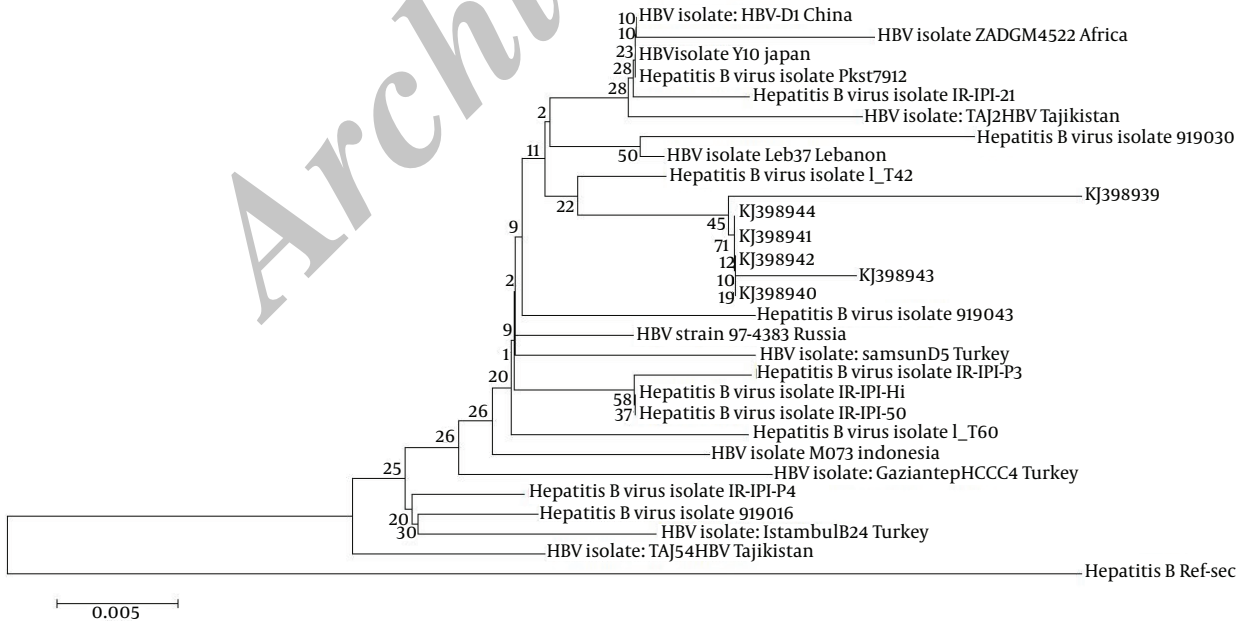 10 HBV isolate: HBV-D1 China
10 HBV isolate ZADGM4522 Africa
23 HBVisolate Y10 japan
28 Hepatitis B virus isolate Pkst7912
28 Hepatitis B virus isolate IR-IPI-21
HBV isolate: TAJ2HBV Tajikistan
2
Hepatitis B virus isolate 919030
11
50 HBV isolate Leb37 Lebanon
Hepatitis B virus isolate l_T42
22
KJ398939
45 KJ398944
9
71 KJ398941
12 KJ398942
2
10 KJ398943
19 KJ398940
Hepatitis B virus isolate 919043
9 HBV strain 97-4383 Russia
1 HBV isolate: samsunD5 Turkey
20 Hepatitis B virus isolate IR-IPI-P3
58 Hepatitis B virus isolate IR-IPI-Hi
26
37 Hepatitis B virus isolate IR-IPI-50
26 Hepatitis B virus isolate l_T60
HBV isolate M073 indonesia
25 HBV isolate: GaziantepHCCC4 Turkey
Hepatitis B virus isolate IR-IPI-P4
20 Hepatitis B virus isolate 919016
30 HBV isolate: IstambulB24 Turkey
HBV isolate: TAJ54HBV Tajikistan
Hepatitis B Ref-sec
0.005
Arch